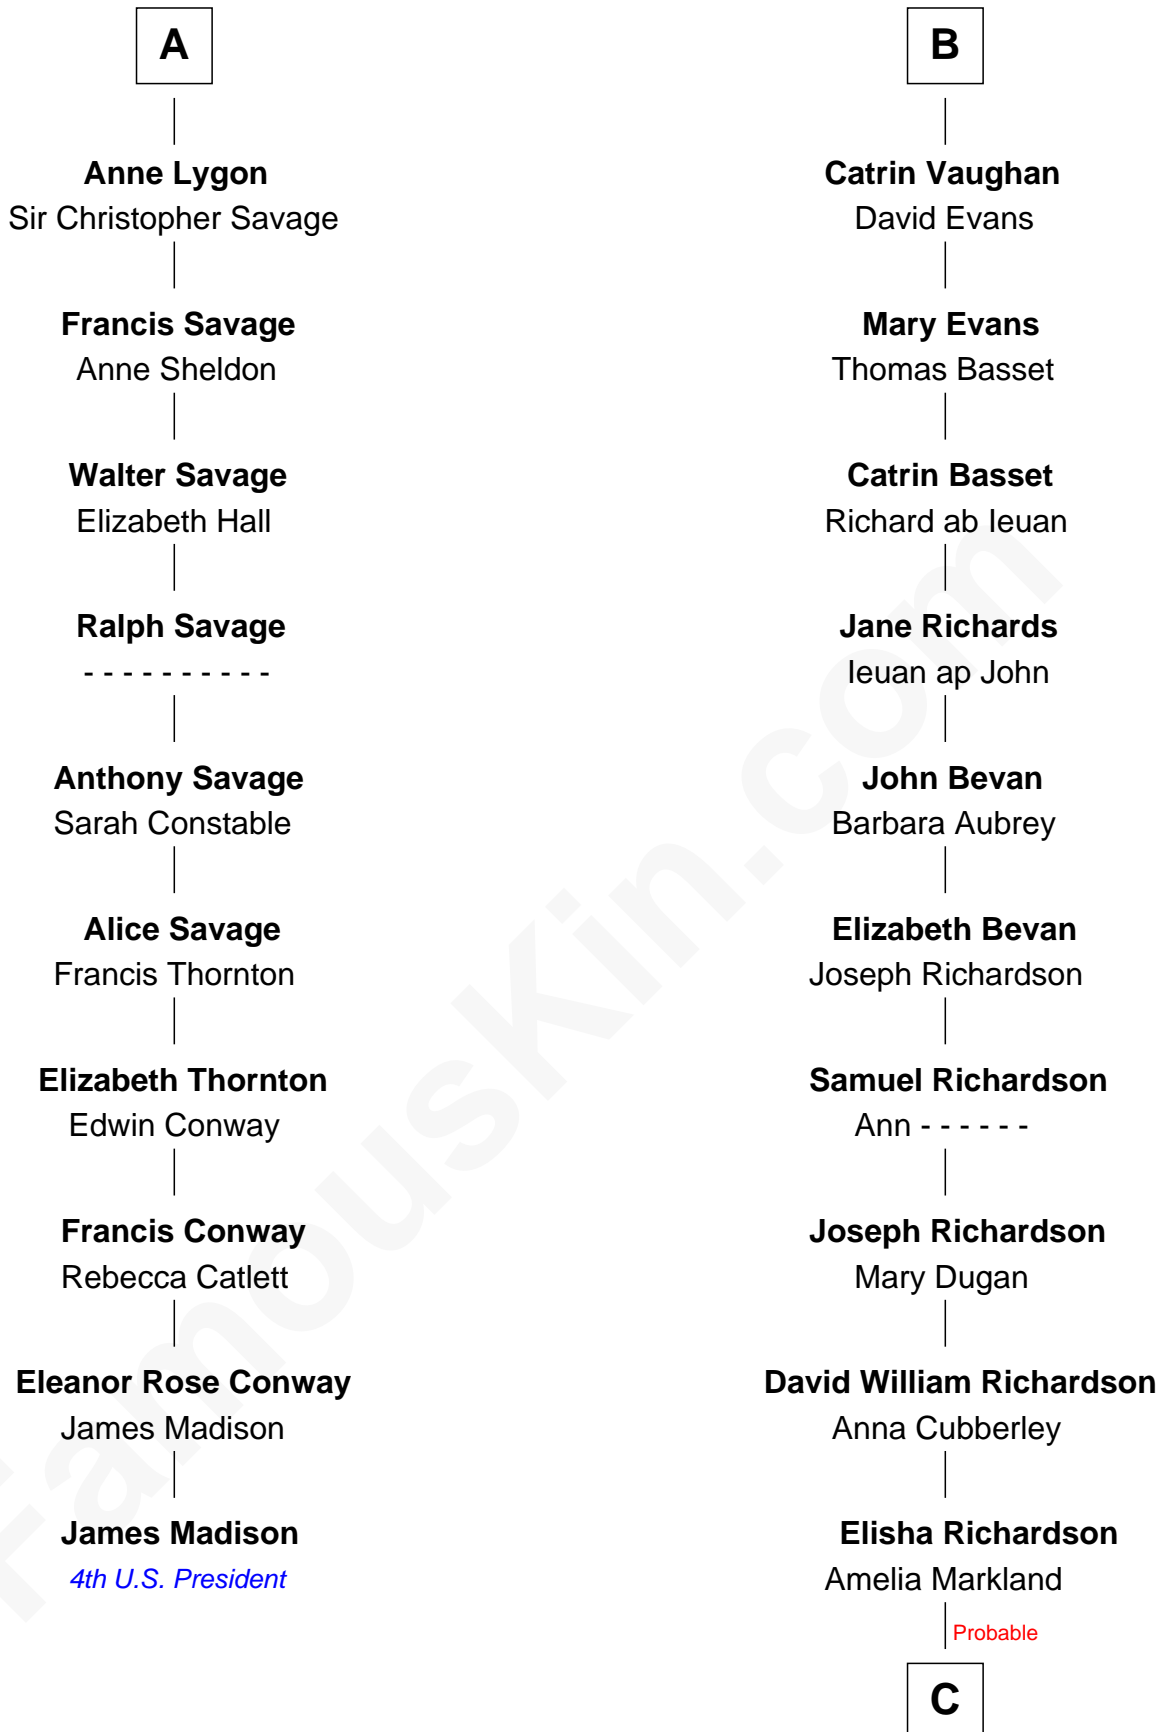 A
Anne Lygon
Sir Christopher Savage
Francis Savage
Anne Sheldon
Walter Savage
Elizabeth Hall
Ralph Savage
- - - - - - - - - -
Anthony Savage
Sarah Constable
Alice Savage
Francis Thornton
Elizabeth Thornton
Edwin Conway
Francis Conway
Rebecca Catlett
Eleanor Rose Conway
James Madison
James Madison
4th U.S. President
B
Catrin Vaughan
David Evans
Mary Evans
Thomas Basset
Catrin Basset
Richard ab Ieuan
Jane Richards
Ieuan ap John
John Bevan
Barbara Aubrey
Elizabeth Bevan
Joseph Richardson
Samuel Richardson
Ann - - - - - -
Joseph Richardson
Mary Dugan
David William Richardson
Anna Cubberley
Elisha Richardson
Amelia Markland
Probable
C
FamousKin.com